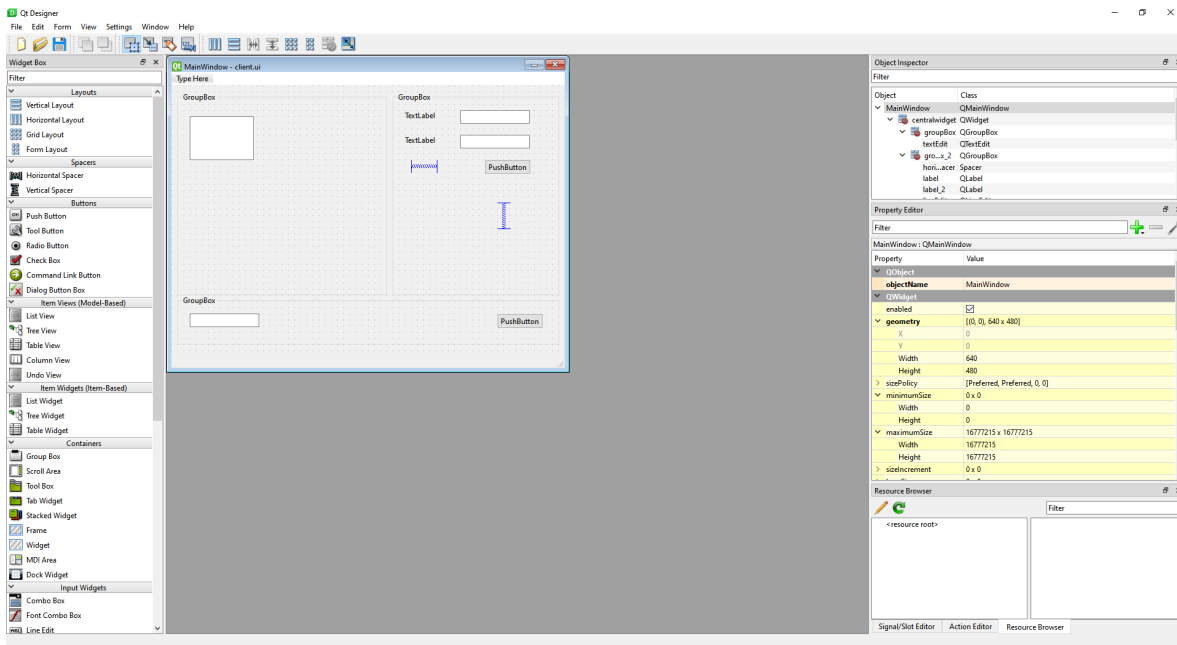 Qt Designer
File Edit Form View Settings Window Help
Widget Box
Filter
Layouts
Vertical Layout
Horizontal Layout
Grid Layout
Form Layout
Spacers
Horizontal Spacer
Vertical Spacer
Buttons
Push Button
Tool Button
Radio Button
Check Box
Command Link Button
Dialog Button Box
Item Views (Model-Based)
List View
Tree View
Table View
Column View
Undo View
Item Widgets (Item-Based)
List Widget
Tree Widget
Table Widget
Containers
Group Box
Scroll Area
Tool Box
Tab Widget
Stacked Widget
Frame
Widget
MDI Area
Dock Widget
Input Widgets
Combo Box
Font Combo Box
Line Edit
MainWindow - client.ui
Type Here
GroupBox
GroupBox
TextLabel
TextLabel
PushButton
GroupBox
PushButton
Object Inspector
Filter
Object Class
MainWindow QMainWindow
centralwidget QWidget
groupBox QGroupBox
textEdit QTextEdit
gro...x_2 QGroupBox
hori...acer Spacer
label QLabel
label_2 QLabel
Property Editor
Filter
MainWindow : QMainWindow
Property Value
QObject
objectName MainWindow
QWidget
enabled
geometry [(0, 0), 640 x 480]
X 0
Y 0
Width 640
Height 480
sizePolicy [Preferred, Preferred, 0, 0]
minimumSize 0 x 0
Width 0
Height 0
maximumSize 16777215 x 16777215
Width 16777215
Height 16777215
sizeIncrement 0 x 0
Resource Browser
Filter
<resource root>
Signal/Slot Editor Action Editor Resource Browser